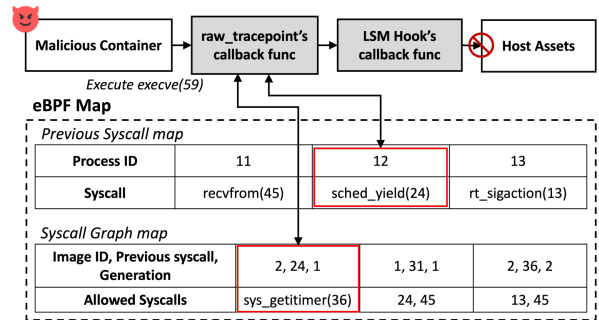 Malicious Container
raw_tracepoint's
callback func
LSM Hook's
callback func
Host Assets
Execute execve(59)
eBPF Map
Previous Syscall map
Process ID 11 12 13
Syscall recvfrom(45) sched_yield(24) rt_sigaction(13)
Syscall Graph map
Image ID, Previous syscall,
Generation 2, 24, 1 1, 31, 1 2, 36, 2
Allowed Syscalls sys_getitimer(36) 24, 45 13, 45